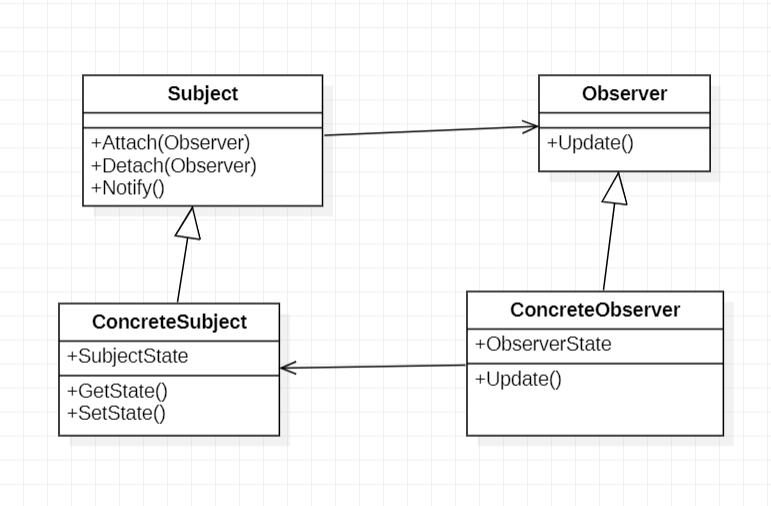 Subject
+Attach(Observer)
+Detach(Observer)
+Notify()
Observer
+Update()
ConcreteSubject
+SubjectState
+GetState()
+SetState()
ConcreteObserver
+ObserverState
+Update()